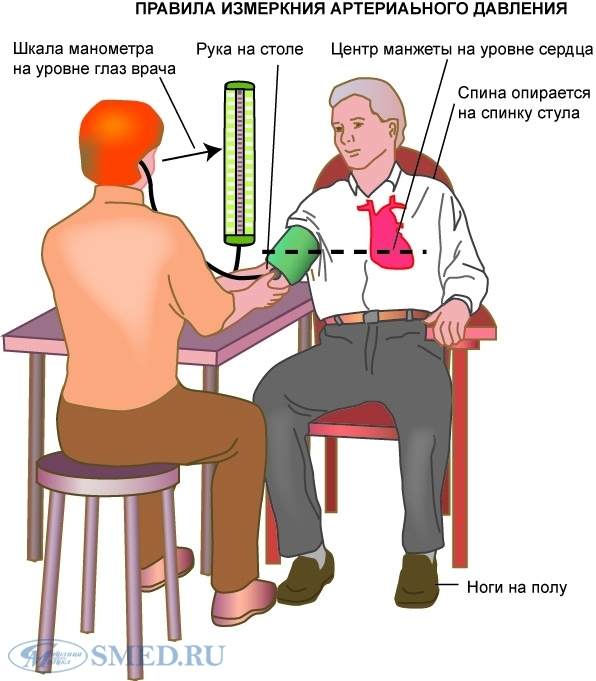 ПРАВИЛА ИЗМЕРКНИЯ АРТЕРИАЬНОГО ДАВЛЕНИЯ
Шкала манометра
на уровне глаз врача
Рука на столе
Центр манжеты на уровне сердца
Спина опирается
на спинку стула
Ноги на полу
SMED.RU